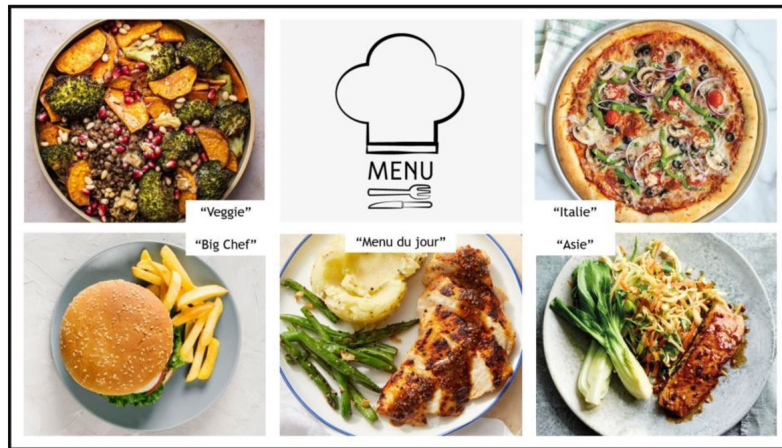 MENU
“Veggie”
“Italie”
“Big Chef”
“Menu du jour”
“Asie”